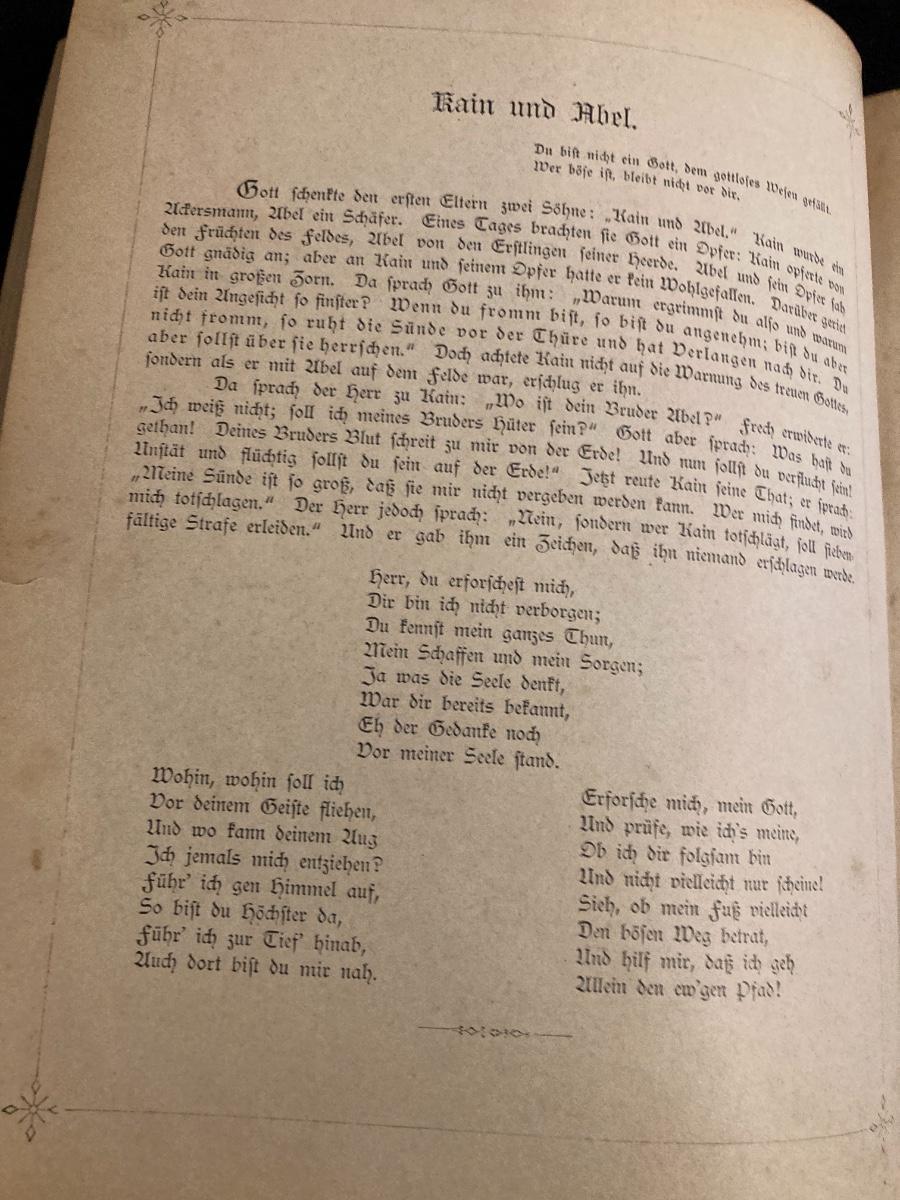 Kain und Abel.
Du bist nicht ein Gott, dem gottloses Wesen gefällt.
Wer böse ist, bleibt nicht vor dir.
Gott schenkte den ersten Eltern zwei Söhne: „Kain und Abel.“ Kain wurde ein
Ackersmann, Abel ein Schäfer. Eines Tages brachten sie Gott ein Opfer: Kain opferte von
den Früchten des Feldes, Abel von den Erstlingen seiner Heerde. Abel und sein Opfer sah
Gott gnädig an; aber an Kain und seinem Opfer hatte er kein Wohlgefallen. Darüber geriet
Kain in großen Zorn. Da sprach Gott zu ihm: „Warum ergrimmst du also und warum
ist dein Angesicht so finster? Wenn du fromm bist, so bist du angenehm; bist du aber
nicht fromm, so ruht die Sünde vor der Thüre und hat Verlangen nach dir. Du
aber sollst über sie herrschen.“ Doch achtete Kain nicht auf die Warnung des treuen Gottes,
sondern als er mit Abel auf dem Felde war, erschlug er ihn.
Da sprach der Herr zu Kain: „Wo ist dein Bruder Abel?“ Frech erwiderte er:
„Ich weiß nicht; soll ich meines Bruders Hüter sein?“ Gott aber sprach: Was hast du
gethan! Deines Bruders Blut schreit zu mir von der Erde! Und nun sollst du verflucht sein!
Unstät und flüchtig sollst du sein auf der Erde!“ Jetzt reute Kain seine That; er sprach:
„Meine Sünde ist so groß, daß sie mir nicht vergeben werden kann. Wer mich findet, wird
mich totschlagen.“ Der Herr jedoch sprach: „Nein, sondern wer Kain totschlägt, soll sieben-
fältige Strafe erleiden.“ Und er gab ihm ein Zeichen, daß ihn niemand erschlagen werde.
Herr, du erforschest mich,
Dir bin ich nicht verborgen;
Du kennst mein ganzes Thun,
Mein Schaffen und mein Sorgen;
Ja was die Seele denkt,
War dir bereits bekannt,
Eh der Gedanke noch
Vor meiner Seele stand.
Wohin, wohin soll ich
Vor deinem Geiste fliehen,
Und wo kann deinem Aug
Ich jemals mich entziehen?
Führ' ich gen Himmel auf,
So bist du Höchster da,
Führ' ich zur Tief' hinab,
Auch dort bist du mir nah.
Erforsche mich, mein Gott,
Und prüfe, wie ich's meine,
Ob ich dir folgsam bin
Und nicht vielleicht nur scheine!
Sieh, ob mein Fuß vielleicht
Den bösen Weg betrat,
Und hilf mir, daß ich geh
Allein den ew'gen Pfad!